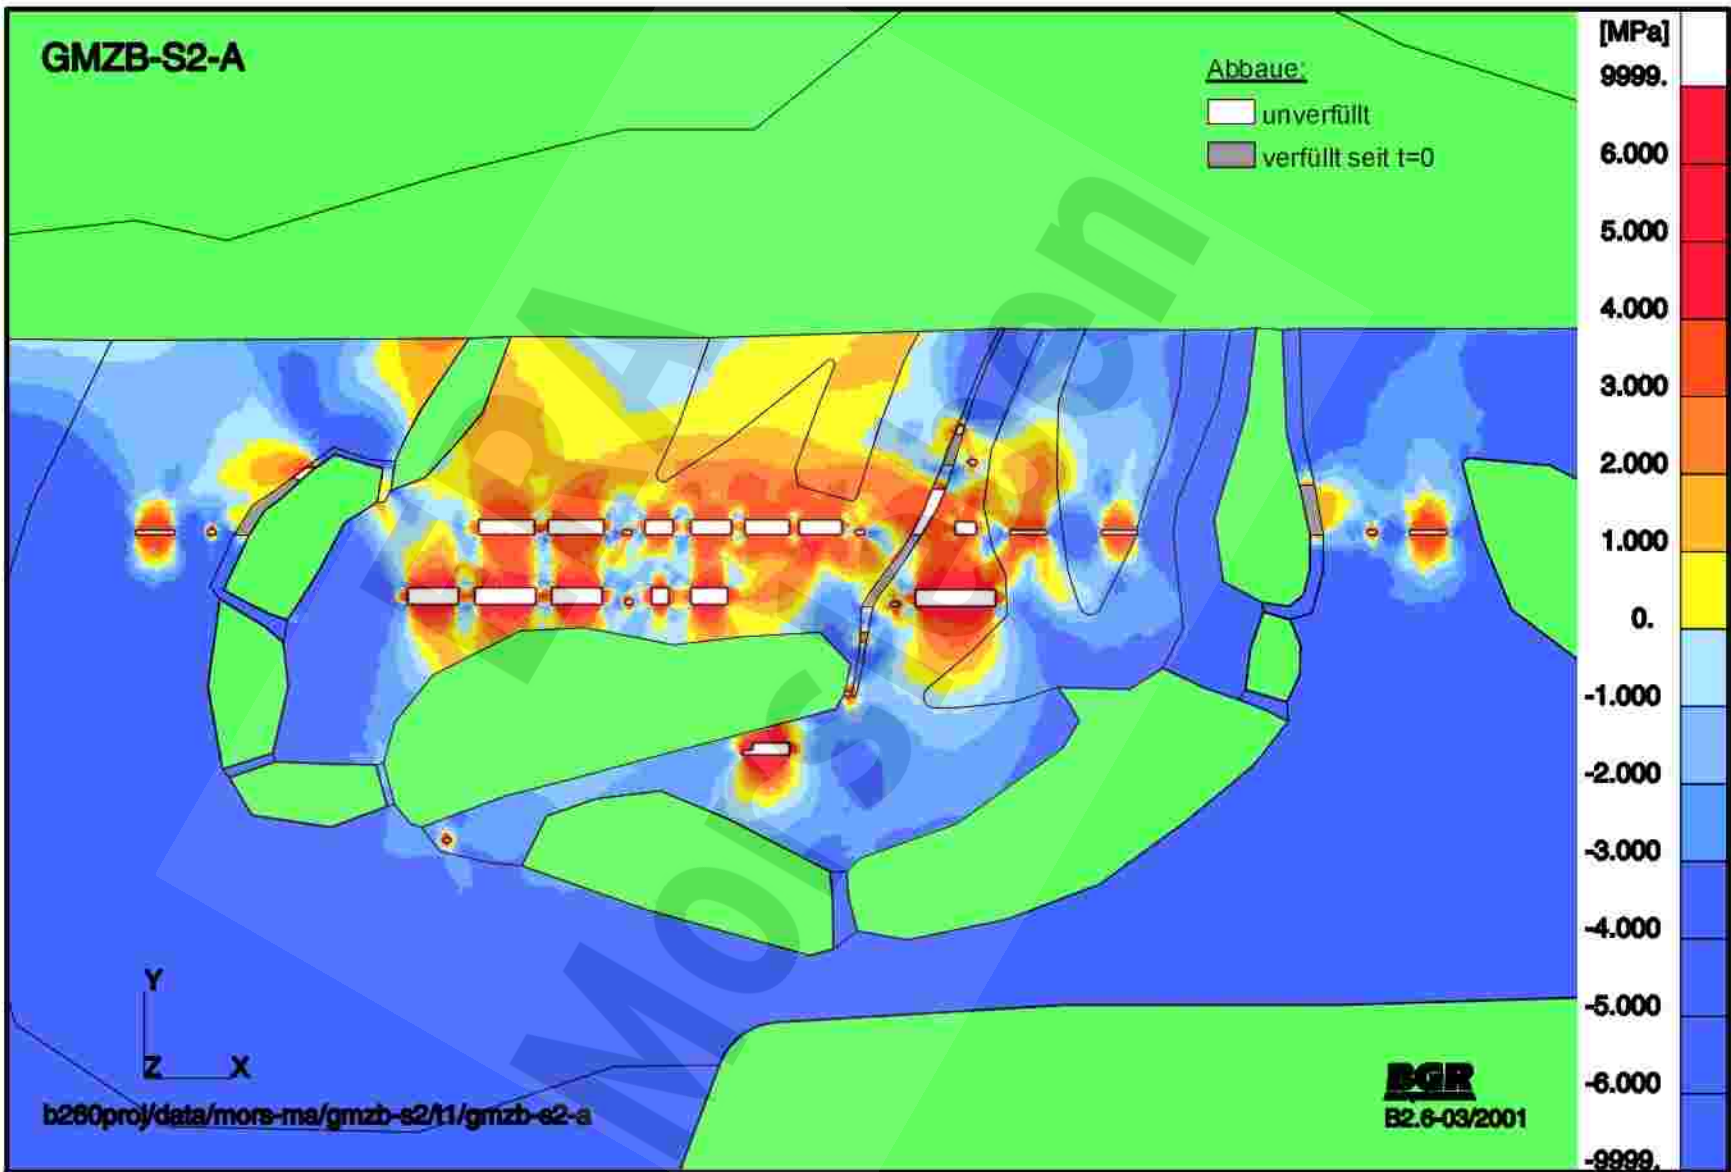 GMZB-S2-A
Abbaue:
unverfüllt
verfüllt seit t=0
[MPa]
9999.
6.000
5.000
4.000
3.000
2.000
1.000
0.
-1.000
-2.000
-3.000
-4.000
-5.000
-6.000
-9999.
ERA
Morsleben
Y
Z X
b260proj/data/mors-ma/gmzb-s2/t1/gmzb-s2-a
BGR
B2.6-03/2001